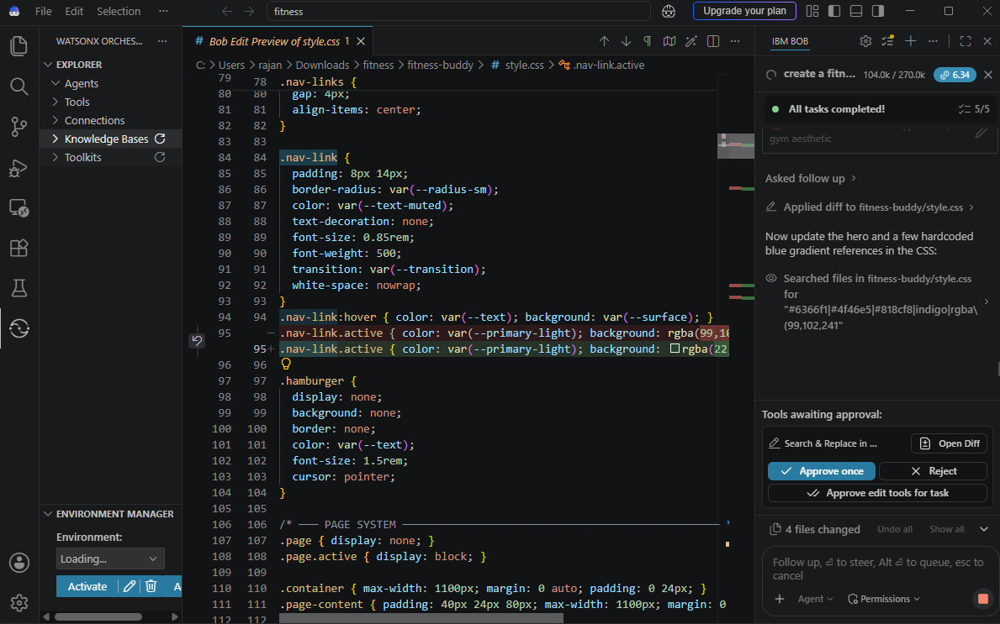 File Edit Selection ··· fitness Upgrade your plan
WATSONX ORCHES... ···
EXPLORER
Agents
Tools
Connections
Knowledge Bases
Toolkits
ENVIRONMENT MANAGER
Environment:
Loading...
Activate A
# Bob Edit Preview of style.css 1
C: > Users > rajan > Downloads > fitness > fitness-buddy > # style.css > .nav-link.active
79 78 .nav-links {
80 80 gap: 4px;
81 81 align-items: center;
82 82 }
83 83
84 84 .nav-link {
85 85 padding: 8px 14px;
86 86 border-radius: var(--radius-sm);
87 87 color: var(--text-muted);
88 88 text-decoration: none;
89 89 font-size: 0.85rem;
90 90 font-weight: 500;
91 91 transition: var(--transition);
92 92 white-space: nowrap;
93 93 }
94 94 .nav-link:hover { color: var(--text); background: var(--surface); }
95 − .nav-link.active { color: var(--primary-light); background: rgba(99,10
95+ .nav-link.active { color: var(--primary-light); background: rgba(22
96 96
97 97 .hamburger {
98 98 display: none;
99 99 background: none;
100 100 border: none;
101 101 color: var(--text);
102 102 font-size: 1.5rem;
103 103 cursor: pointer;
104 104 }
105 105
106 106 /* ── PAGE SYSTEM ──────────────────────────────────────────────────
107 107 .page { display: none; }
108 108 .page.active { display: block; }
109 109
110 110 .container { max-width: 1100px; margin: 0 auto; padding: 0 24px; }
111 111 .page-content { padding: 40px 24px 80px; max-width: 1100px; margin: 0
112 112
IBM BOB
create a fitn... 104.0k / 270.0k 6.34
All tasks completed! 5/5
gym aesthetic
Asked follow up >
Applied diff to fitness-buddy/style.css >
Now update the hero and a few hardcoded
blue gradient references in the CSS:
Searched files in fitness-buddy/style.css
for
"#6366f1|#4f46e5|#818cf8|indigo|rgba\
(99,102,241"
Tools awaiting approval:
Search & Replace in ... Open Diff
Approve once Reject
Approve edit tools for task
4 files changed Undo all Show all
Follow up, ⏎ to steer, Alt ⏎ to queue, esc to
cancel
+ Agent Permissions